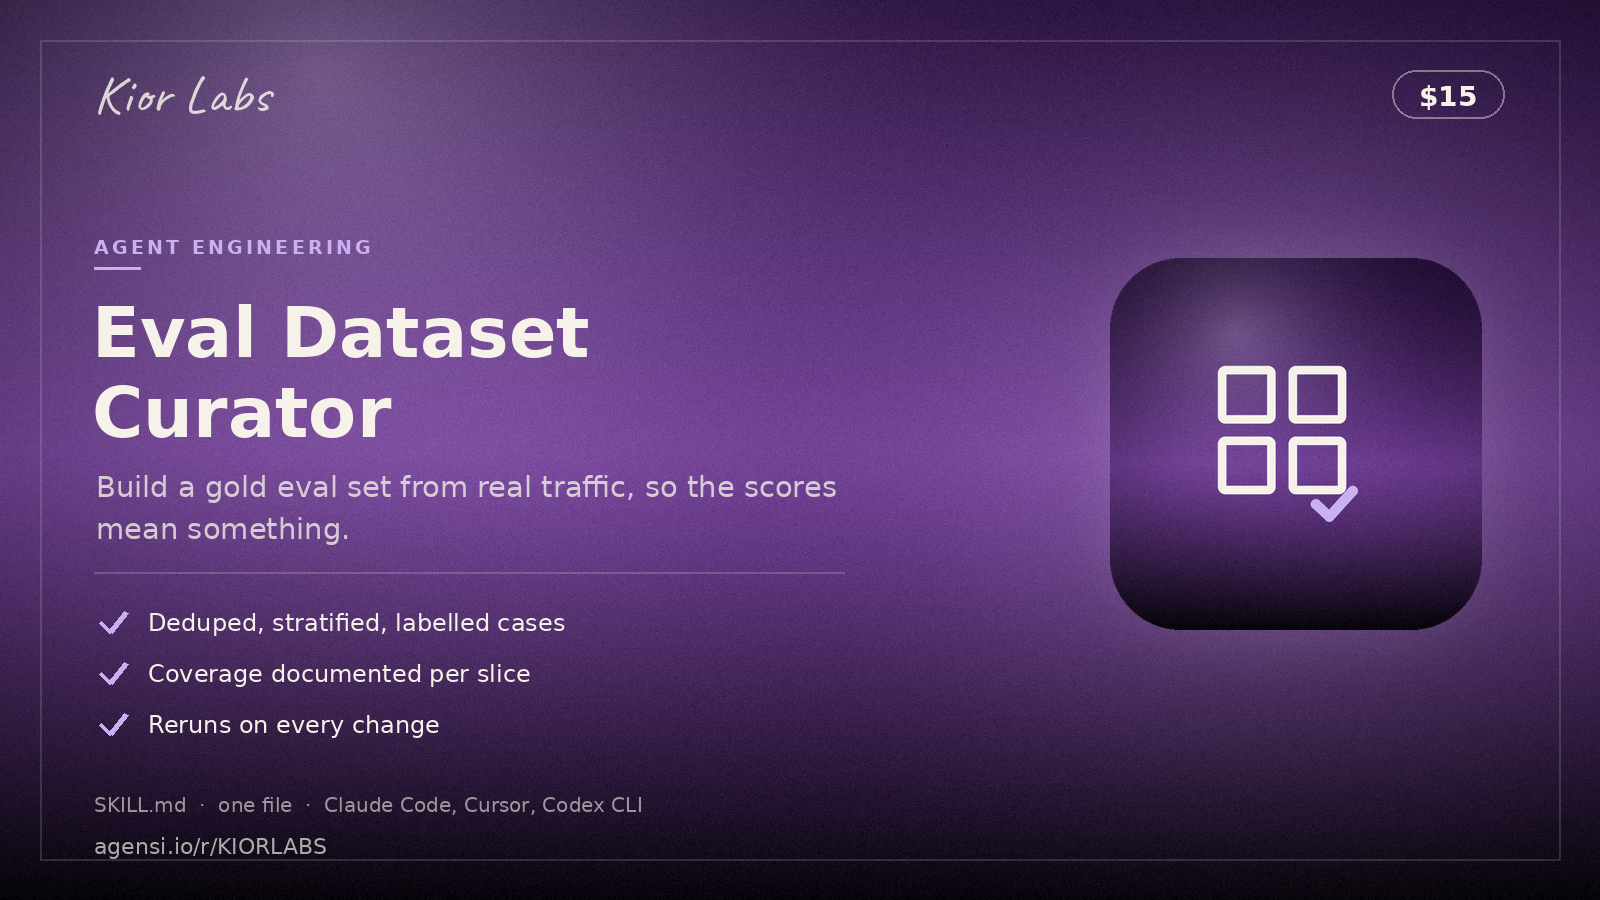 Kior Labs
$15
AGENT ENGINEERING
Eval Dataset
Curator
Build a gold eval set from real traffic, so the scores
mean something.
Deduped, stratified, labelled cases
Coverage documented per slice
Reruns on every change
SKILL.md · one file · Claude Code, Cursor, Codex CLI
agensi.io/r/KIORLABS